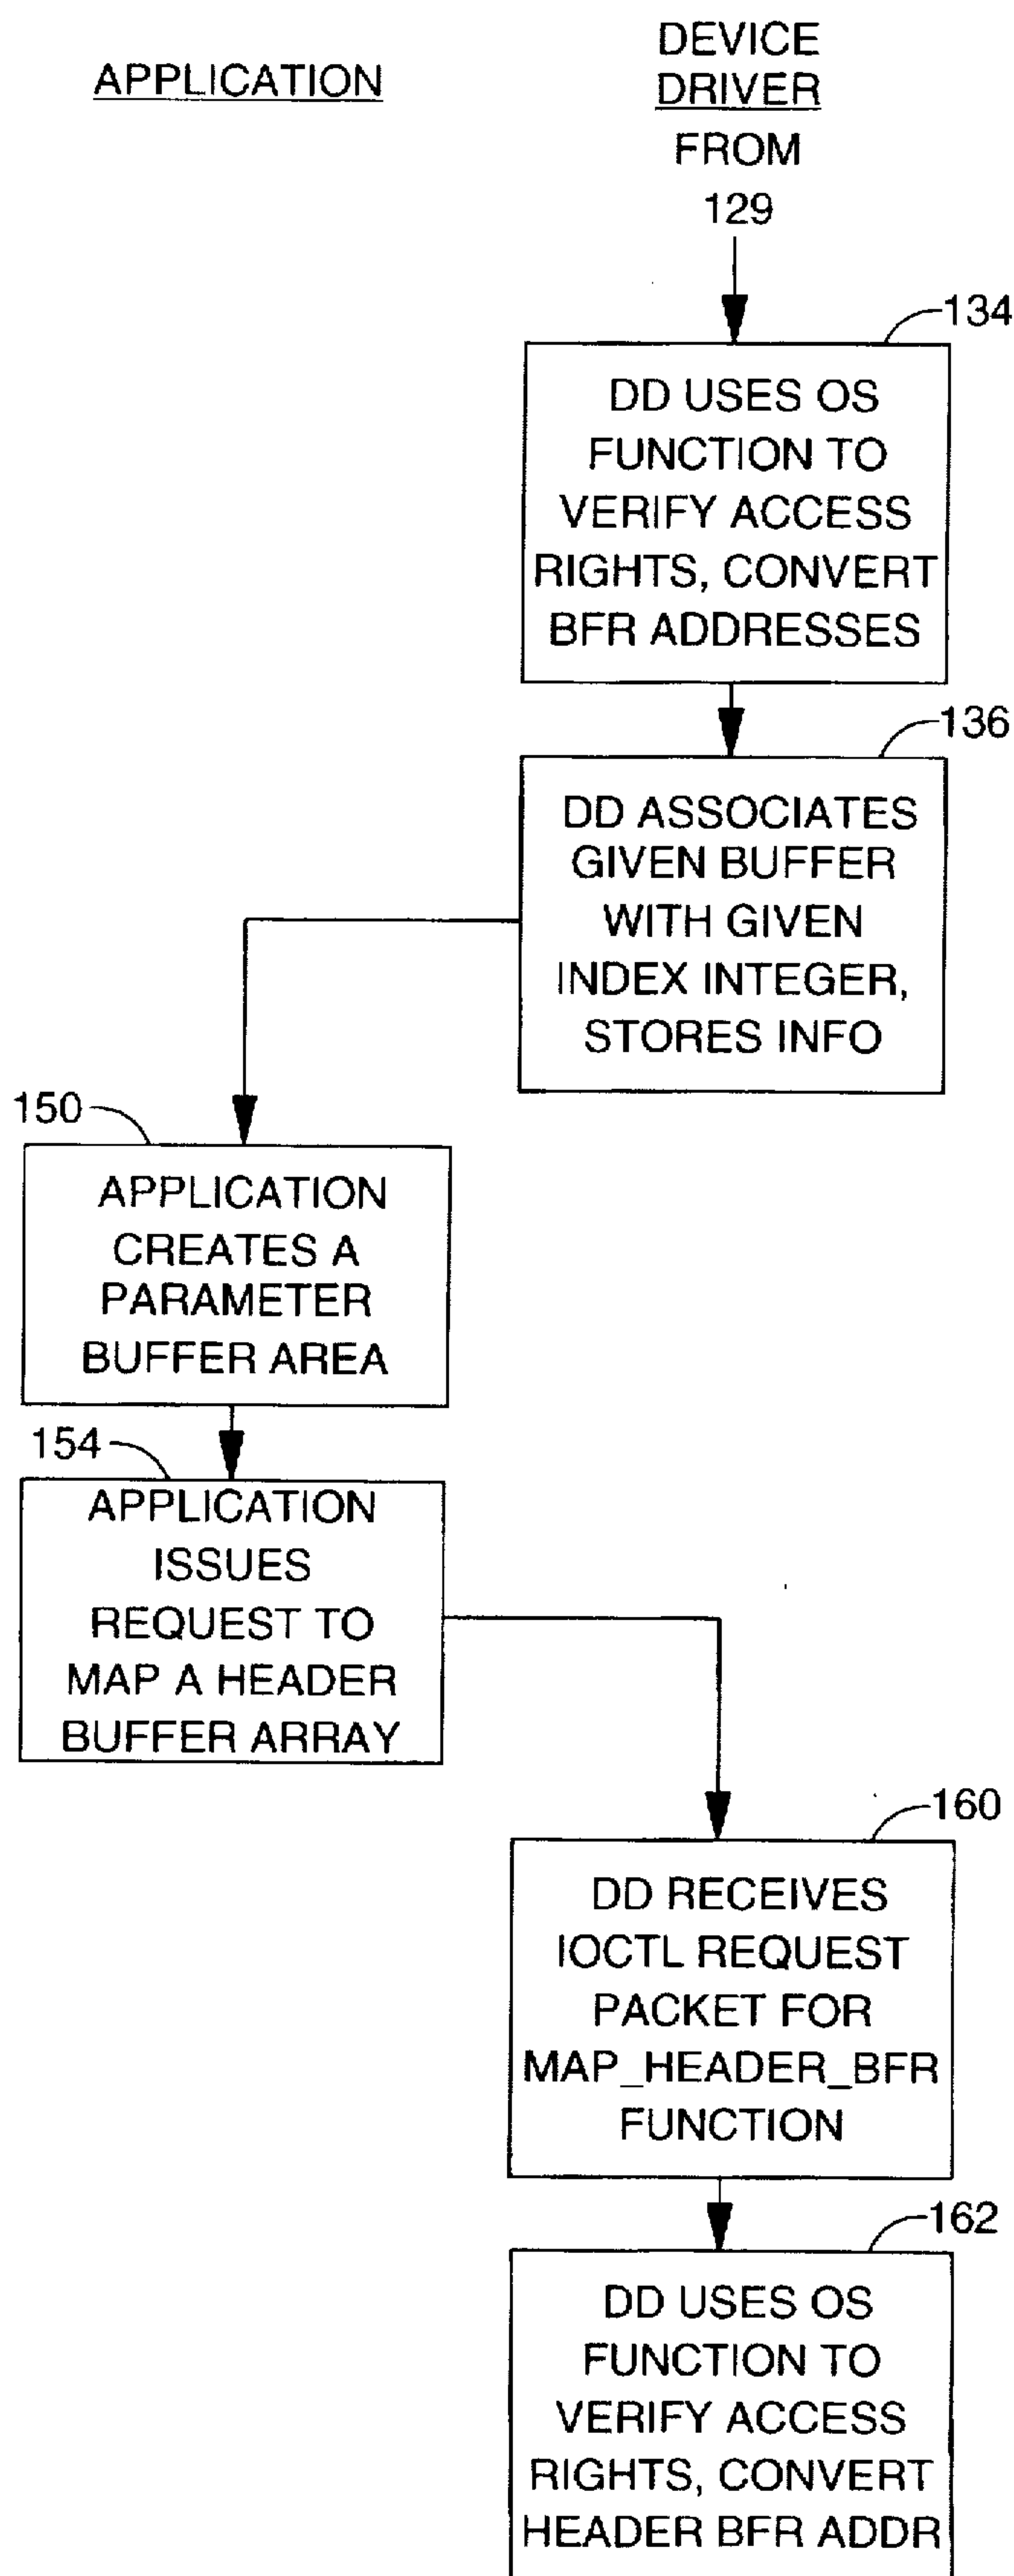 APPLICATION
DEVICE
DRIVER
FROM
129
134
DD USES OS
FUNCTION TO
VERIFY ACCESS
RIGHTS, CONVERT
BFR ADDRESSES
136
DD ASSOCIATES
GIVEN BUFFER
WITH GIVEN
INDEX INTEGER,
STORES INFO
150
APPLICATION
CREATES A
PARAMETER
BUFFER AREA
154
APPLICATION
ISSUES
REQUEST TO
MAP A HEADER
BUFFER ARRAY
160
DD RECEIVES
IOCTL REQUEST
PACKET FOR
MAP_HEADER_BFR
FUNCTION
162
DD USES OS
FUNCTION TO
VERIFY ACCESS
RIGHTS, CONVERT
HEADER BFR ADDR